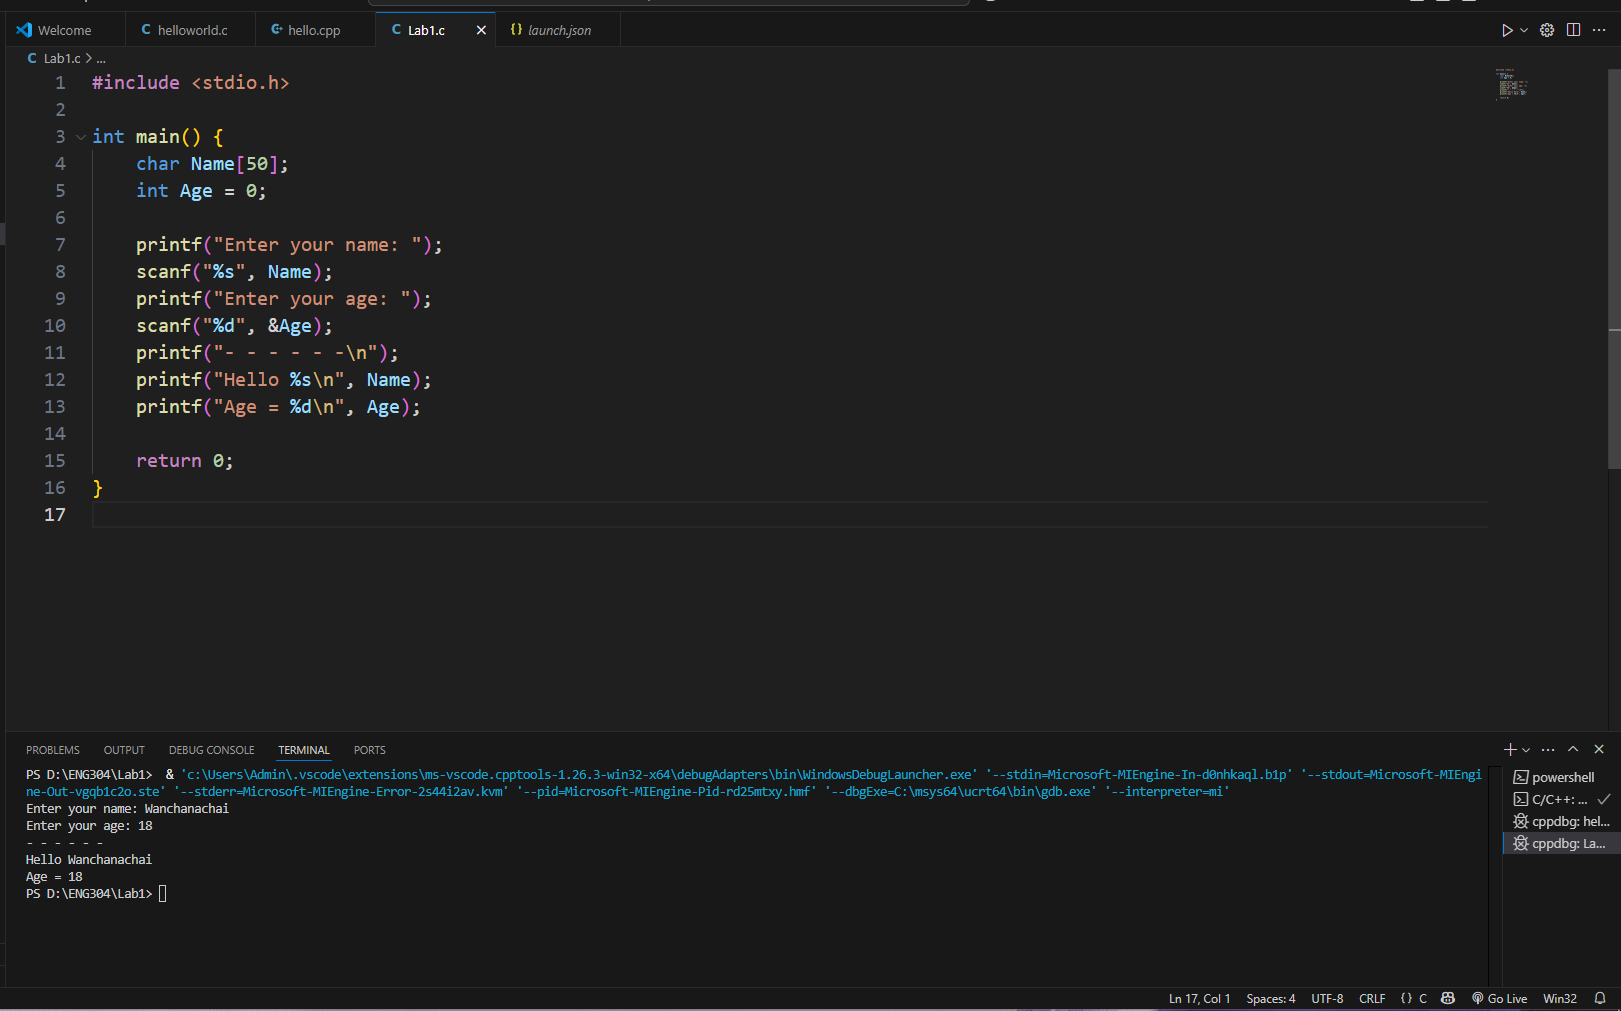 Welcome
C helloworld.c
hello.cpp
C Lab1.c
{} launch.json
C Lab1.c > ...
1 #include <stdio.h>
2
3 int main() {
4     char Name[50];
5     int Age = 0;
6
7     printf("Enter your name: ");
8     scanf("%s", Name);
9     printf("Enter your age: ");
10     scanf("%d", &Age);
11     printf("- - - - - -\n");
12     printf("Hello %s\n", Name);
13     printf("Age = %d\n", Age);
14
15     return 0;
16 }
17
PROBLEMS OUTPUT DEBUG CONSOLE TERMINAL PORTS
PS D:\ENG304\Lab1>  & 'c:\Users\Admin\.vscode\extensions\ms-vscode.cpptools-1.26.3-win32-x64\debugAdapters\bin\WindowsDebugLauncher.exe' '--stdin=Microsoft-MIEngine-In-d0nhkaql.b1p' '--stdout=Microsoft-MIEngi
ne-Out-vgqb1c2o.ste' '--stderr=Microsoft-MIEngine-Error-2s44i2av.kvm' '--pid=Microsoft-MIEngine-Pid-rd25mtxy.hmf' '--dbgExe=C:\msys64\ucrt64\bin\gdb.exe' '--interpreter=mi'
Enter your name: Wanchanachai
Enter your age: 18
- - - - - -
Hello Wanchanachai
Age = 18
PS D:\ENG304\Lab1>
powershell
C/C++: ...
cppdbg: hel...
cppdbg: La...
Ln 17, Col 1 Spaces: 4 UTF-8 CRLF {} C Go Live Win32